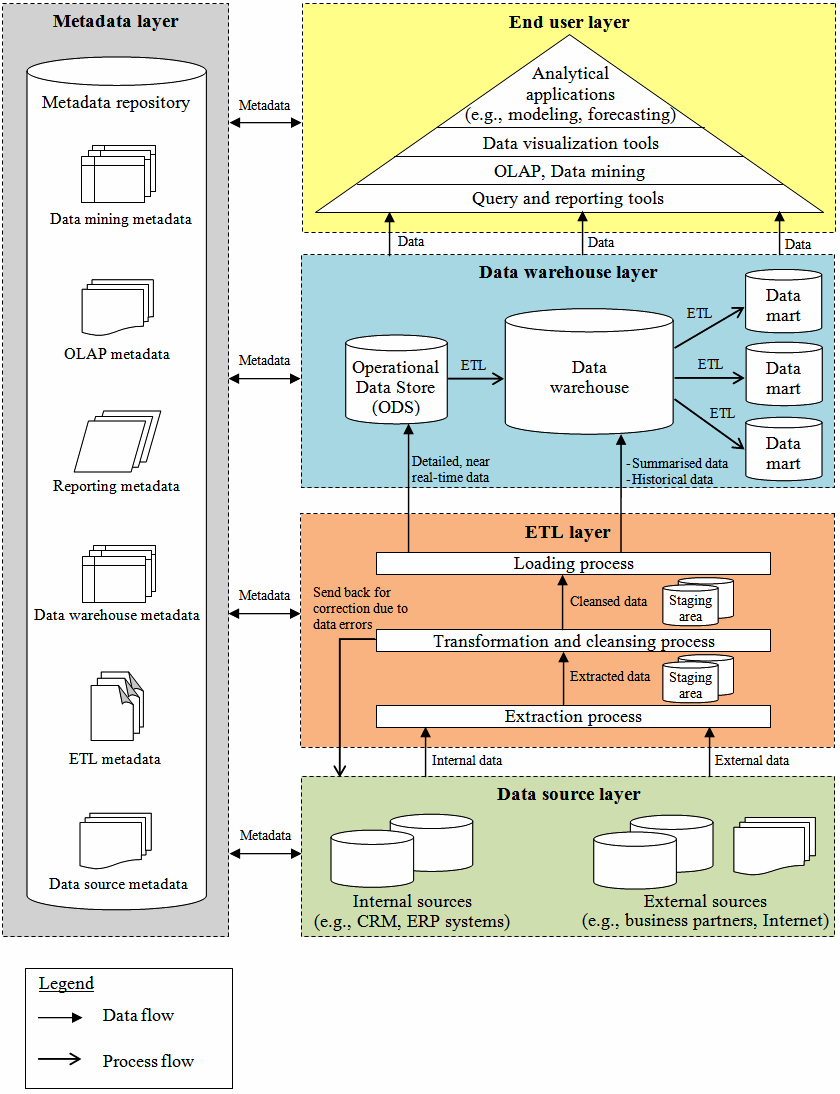 Metadata layer
Metadata repository
Data mining metadata
OLAP metadata
Reporting metadata
Data warehouse metadata
ETL metadata
Data source metadata
Metadata
Metadata
Metadata
Metadata
End user layer
Analytical
applications
(e.g., modeling, forecasting)
Data visualization tools
OLAP, Data mining
Query and reporting tools
Data
Data
Data
Data warehouse layer
Operational
Data Store
(ODS)
ETL
Data
warehouse
ETL
ETL
ETL
Data
mart
Data
mart
Data
mart
Detailed, near
real-time data
- Summarised data
- Historical data
ETL layer
Loading process
Send back for
correction due to
data errors
Cleansed data
Staging
area
Transformation and cleansing process
Extracted data
Staging
area
Extraction process
Internal data
External data
Data source layer
Internal sources
(e.g., CRM, ERP systems)
External sources
(e.g., business partners, Internet)
Legend
Data flow
Process flow